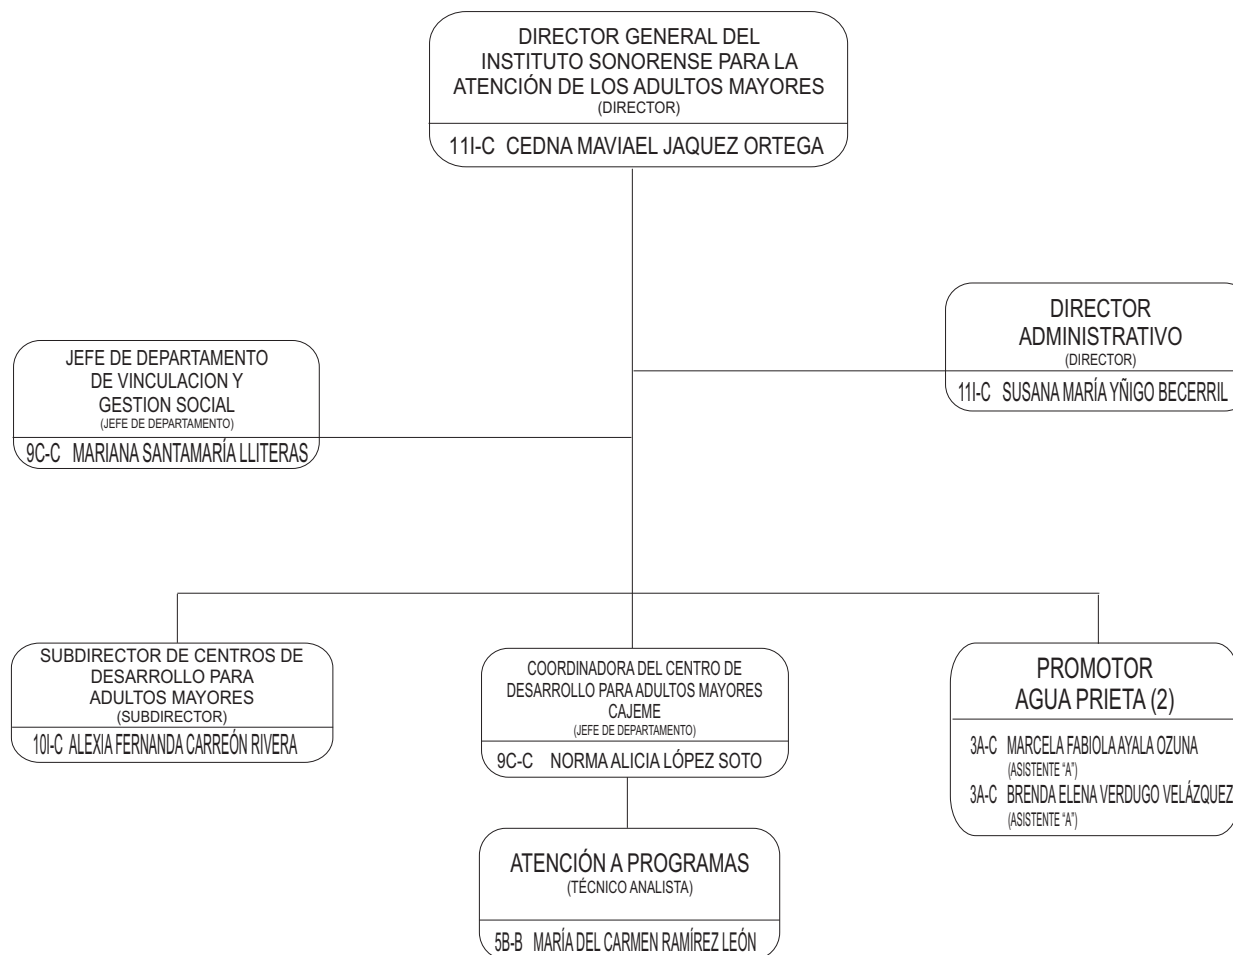 DIRECTOR GENERAL DEL
INSTITUTO SONORENSE PARA LA
ATENCIÓN DE LOS ADULTOS MAYORES
(DIRECTOR)
11I-C CEDNA MAVIAEL JAQUEZ ORTEGA
DIRECTOR
ADMINISTRATIVO
(DIRECTOR)
11I-C SUSANA MARÍA YÑIGO BECERRIL
JEFE DE DEPARTAMENTO
DE VINCULACION Y
GESTION SOCIAL
(JEFE DE DEPARTAMENTO)
9C-C MARIANA SANTAMARÍA LLITERAS
SUBDIRECTOR DE CENTROS DE
DESARROLLO PARA
ADULTOS MAYORES
(SUBDIRECTOR)
10I-C ALEXIA FERNANDA CARREÓN RIVERA
COORDINADORA DEL CENTRO DE
DESARROLLO PARA ADULTOS MAYORES
CAJEME
(JEFE DE DEPARTAMENTO)
9C-C NORMA ALICIA LÓPEZ SOTO
PROMOTOR
AGUA PRIETA (2)
3A-C MARCELA FABIOLA AYALA OZUNA
(ASISTENTE “A”)
3A-C BRENDA ELENA VERDUGO VELÁZQUEZ
(ASISTENTE “A”)
ATENCIÓN A PROGRAMAS
(TÉCNICO ANALISTA)
5B-B MARÍA DEL CARMEN RAMÍREZ LEÓN